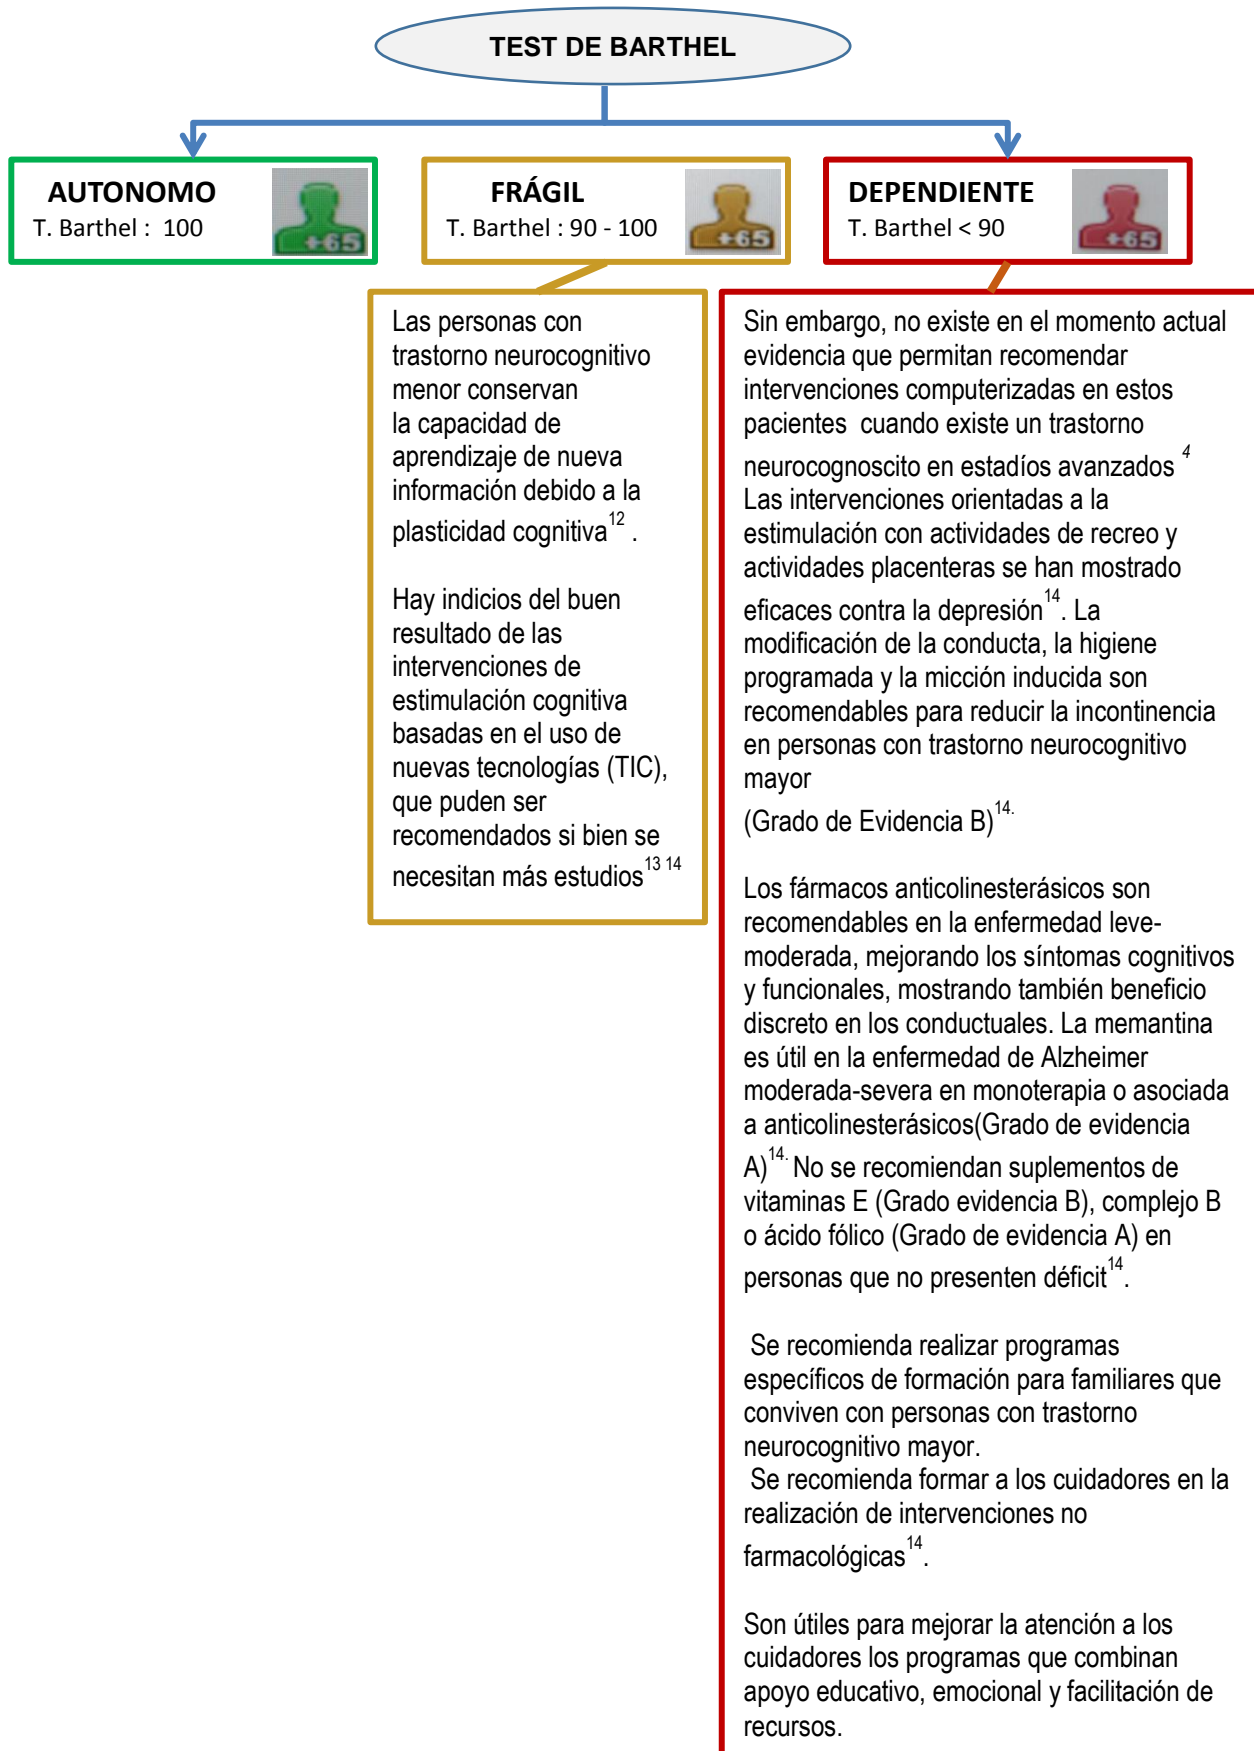 TEST DE BARTHEL
AUTONOMO
T. Barthel : 100
+65
FRÁGIL
T. Barthel : 90 - 100
+65
DEPENDIENTE
T. Barthel < 90
+65
Las personas con
trastorno neurocognitivo
menor conservan
la capacidad de
aprendizaje de nueva
información debido a la
plasticidad cognitiva12 .
Hay indicios del buen
resultado de las
intervenciones de
estimulación cognitiva
basadas en el uso de
nuevas tecnologías (TIC),
que puden ser
recomendados si bien se
necesitan más estudios13 14
Sin embargo, no existe en el momento actual
evidencia que permitan recomendar
intervenciones computerizadas en estos
pacientes cuando existe un trastorno
neurocognoscito en estadíos avanzados 4
Las intervenciones orientadas a la
estimulación con actividades de recreo y
actividades placenteras se han mostrado
eficaces contra la depresión14. La
modificación de la conducta, la higiene
programada y la micción inducida son
recomendables para reducir la incontinencia
en personas con trastorno neurocognitivo
mayor
(Grado de Evidencia B)14.
Los fármacos anticolinesterásicos son
recomendables en la enfermedad leve-
moderada, mejorando los síntomas cognitivos
y funcionales, mostrando también beneficio
discreto en los conductuales. La memantina
es útil en la enfermedad de Alzheimer
moderada-severa en monoterapia o asociada
a anticolinesterásicos(Grado de evidencia
A)14. No se recomiendan suplementos de
vitaminas E (Grado evidencia B), complejo B
o ácido fólico (Grado de evidencia A) en
personas que no presenten déficit14.
Se recomienda realizar programas
específicos de formación para familiares que
conviven con personas con trastorno
neurocognitivo mayor.
Se recomienda formar a los cuidadores en la
realización de intervenciones no
farmacológicas14.
Son útiles para mejorar la atención a los
cuidadores los programas que combinan
apoyo educativo, emocional y facilitación de
recursos.